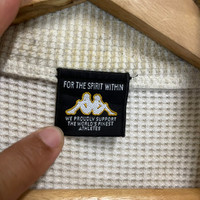 FOR THE SPIRIT WITHIN
WE PROUDLY SUPPORT
THE WORLD'S FINEST
ATHLETES